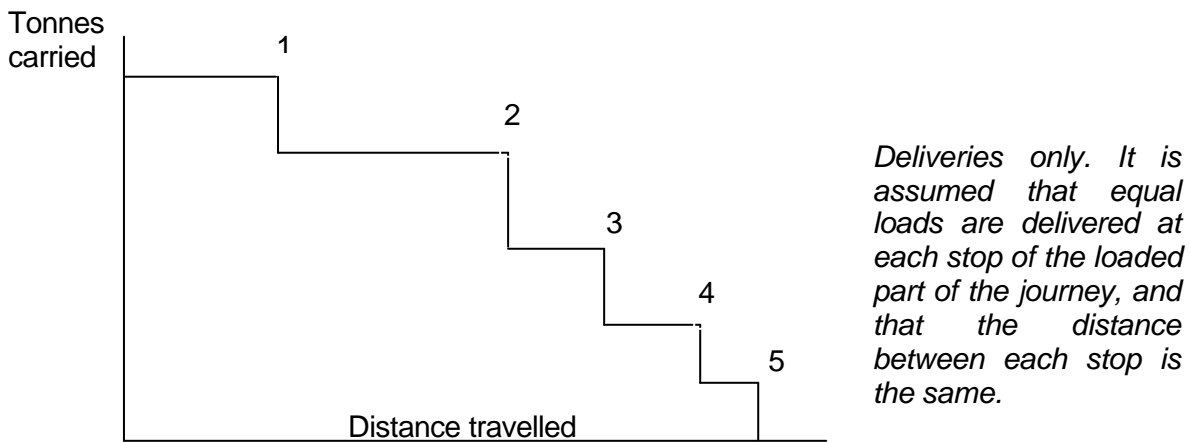 Tonnes
carried
1
2
3
4
5
Distance travelled
Deliveries only. It is
assumed that equal
loads are delivered at
each stop of the loaded
part of the journey, and
that the distance
between each stop is
the same.